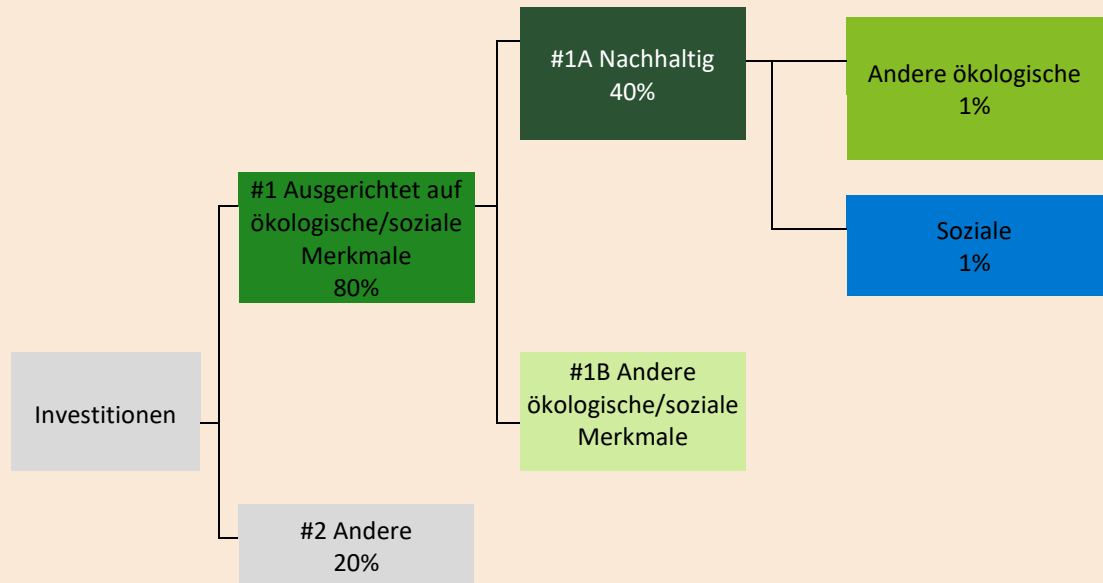 #1A Nachhaltig
40%
Andere ökologische
1%
#1 Ausgerichtet auf
ökologische/soziale
Merkmale
80%
Soziale
1%
Investitionen
#1B Andere
ökologische/soziale
Merkmale
#2 Andere
20%